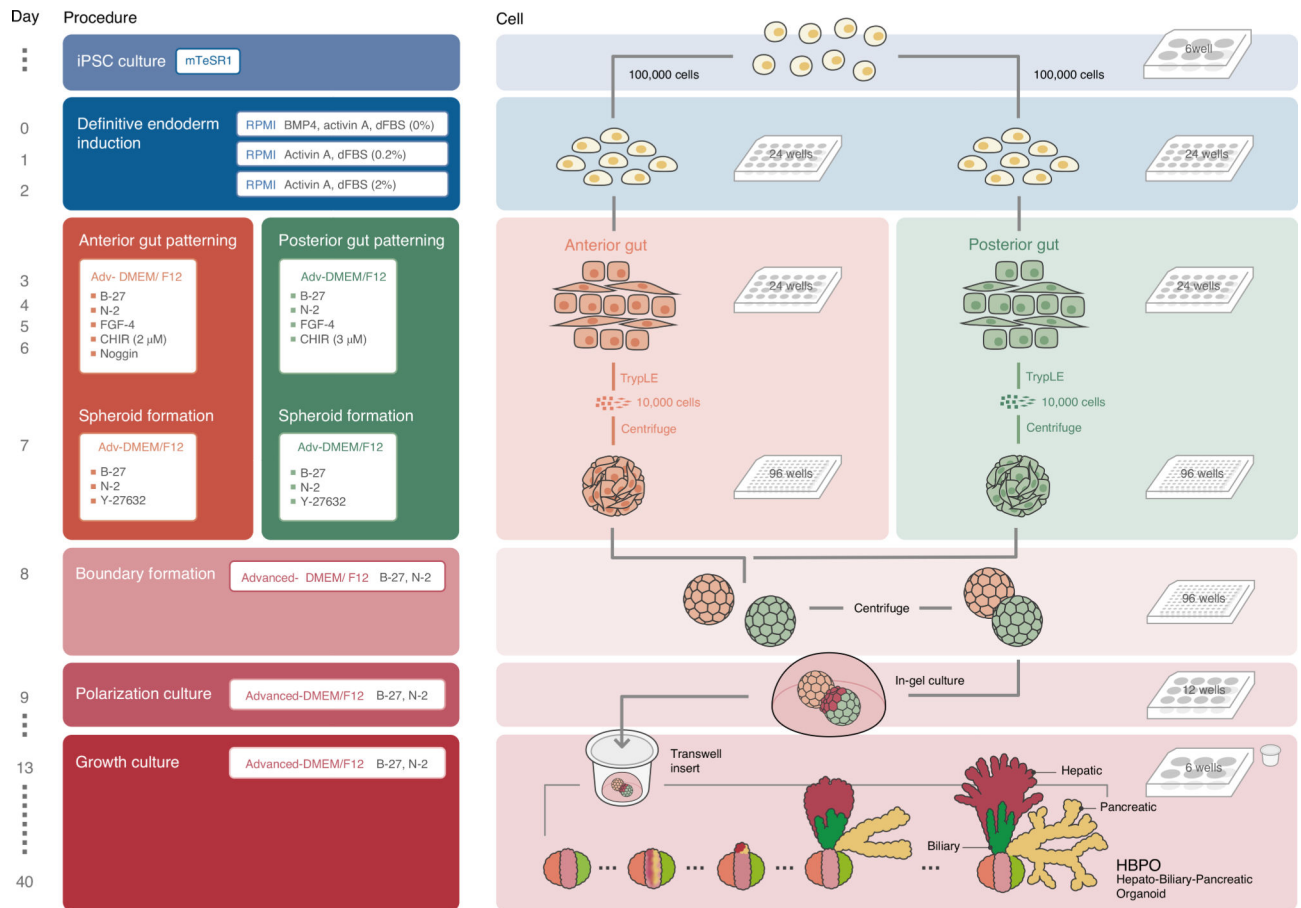 Day
Procedure
Cell
iPSC culture
mTeSR1
100,000 cells
100,000 cells
6well
0
1
2
Definitive endoderm
induction
RPMI BMP4, activin A, dFBS (0%)
RPMI Activin A, dFBS (0.2%)
RPMI Activin A, dFBS (2%)
24 wells
24 wells
3
4
5
6
7
Anterior gut patterning
Adv- DMEM/ F12
B-27
N-2
FGF-4
CHIR (2 μM)
Noggin
Spheroid formation
Adv-DMEM/F12
B-27
N-2
Y-27632
Posterior gut patterning
Adv-DMEM/F12
B-27
N-2
FGF-4
CHIR (3 μM)
Spheroid formation
Adv-DMEM/F12
B-27
N-2
Y-27632
Anterior gut
24 wells
TrypLE
10,000 cells
Centrifuge
96 wells
Posterior gut
24 wells
TrypLE
10,000 cells
Centrifuge
96 wells
8
Boundary formation
Advanced- DMEM/ F12 B-27, N-2
Centrifuge
96 wells
9
Polarization culture
Advanced-DMEM/F12 B-27, N-2
In-gel culture
12 wells
13
40
Growth culture
Advanced-DMEM/F12 B-27, N-2
Transwell
insert
6 wells
Hepatic
Pancreatic
Biliary
HBPO
Hepato-Biliary-Pancreatic
Organoid